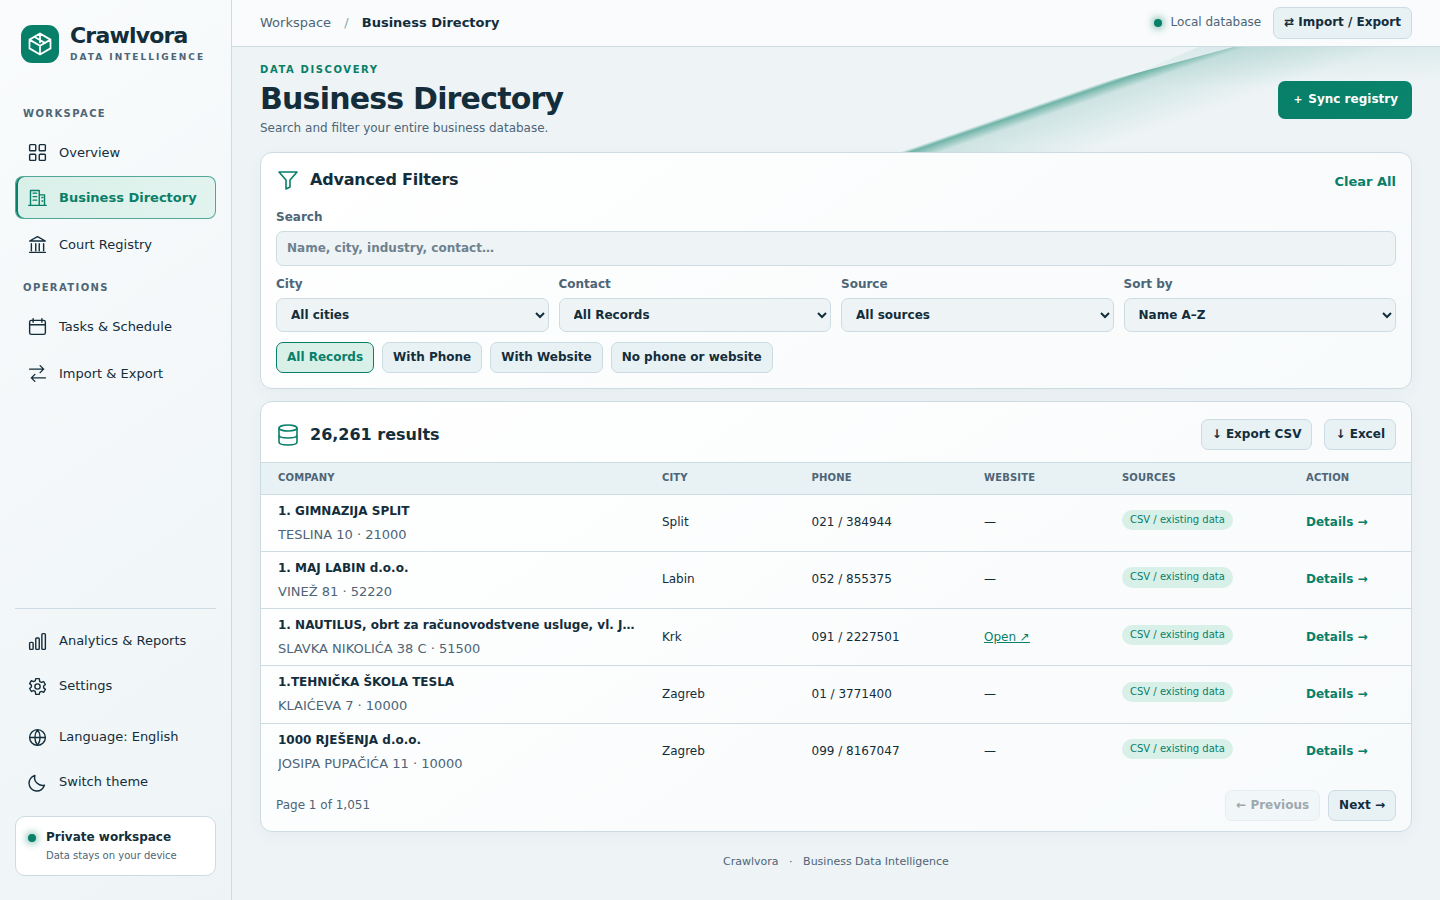 Crawlvora
DATA INTELLIGENCE
WORKSPACE
Overview
Business Directory
Court Registry
OPERATIONS
Tasks & Schedule
Import & Export
Analytics & Reports
Settings
Language: English
Switch theme
Private workspace
Data stays on your device
Workspace / Business Directory
Local database
⇄ Import / Export
DATA DISCOVERY
Business Directory
Search and filter your entire business database.
+ Sync registry
Advanced Filters
Clear All
Search
Name, city, industry, contact…
City Contact Source Sort by
All cities All Records All sources Name A–Z
All Records With Phone With Website No phone or website
26,261 results
↓ Export CSV ↓ Excel
COMPANY CITY PHONE WEBSITE SOURCES ACTION
1. GIMNAZIJA SPLIT
TESLINA 10 · 21000
Split 021 / 384944 — CSV / existing data Details →
1. MAJ LABIN d.o.o.
VINEŽ 81 · 52220
Labin 052 / 855375 — CSV / existing data Details →
1. NAUTILUS, obrt za računovodstvene usluge, vl. J…
SLAVKA NIKOLIĆA 38 C · 51500
Krk 091 / 2227501 Open ↗ CSV / existing data Details →
1.TEHNIČKA ŠKOLA TESLA
KLAIĆEVA 7 · 10000
Zagreb 01 / 3771400 — CSV / existing data Details →
1000 RJEŠENJA d.o.o.
JOSIPA PUPAČIĆA 11 · 10000
Zagreb 099 / 8167047 — CSV / existing data Details →
Page 1 of 1,051
← Previous Next →
Crawlvora · Business Data Intelligence